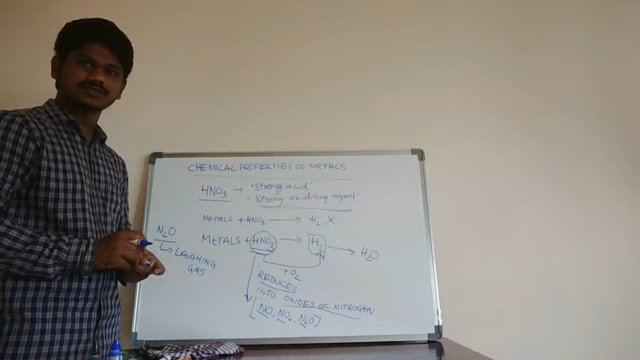 CHEMICAL PROPERTIES OF METALS
HNO3 → "strong acid"
"strong oxidising agent"
METALS + HNO3 → H2 X
METALS + HNO3 → H2 → H2O
+O2
N2O
↳ LAUGHING
GAS
REDUCES
INTO OXIDES OF NITROGEN
[NO, NO2, N2O]